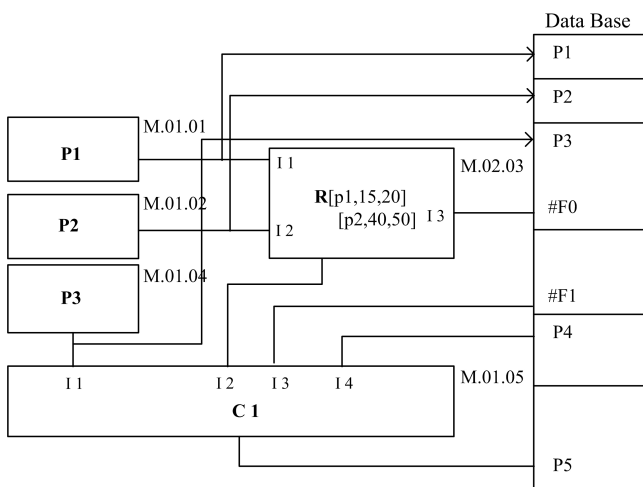 Data Base
P1
P2
M.01.01
P3
P1
I 1
M.02.03
R[p1,15,20]
M.01.02
[p2,40,50]
I 3
#F0
P2
I 2
M.01.04
P3
#F1
P4
I 1
I 2
I 3
I 4
M.01.05
C 1
P5